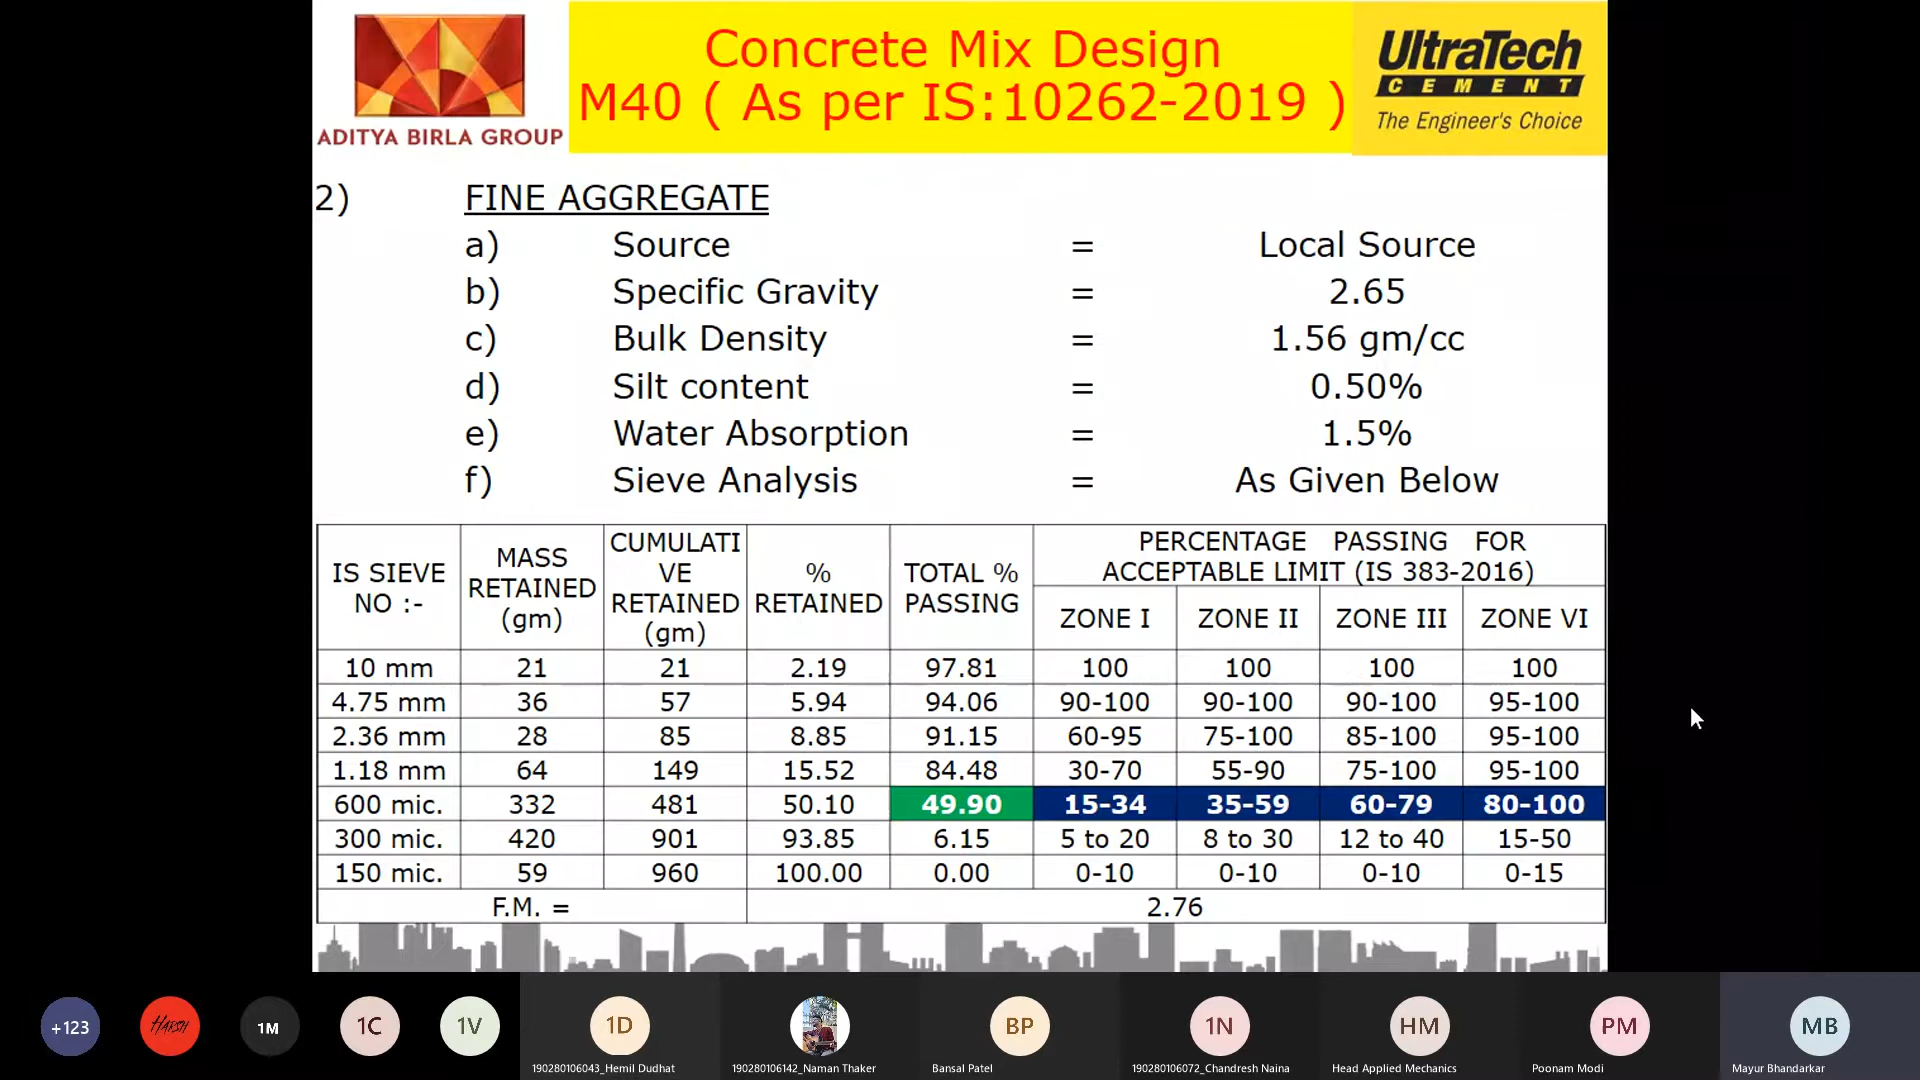 ADITYA BIRLA GROUP
Concrete Mix Design
M40 ( As per IS:10262-2019 )
UltraTech
CEMENT
The Engineer's Choice
2) FINE AGGREGATE
a) Source = Local Source
b) Specific Gravity = 2.65
c) Bulk Density = 1.56 gm/cc
d) Silt content = 0.50%
e) Water Absorption = 1.5%
f) Sieve Analysis = As Given Below
IS SIEVE NO :- MASS RETAINED (gm) CUMULATI VE RETAINED (gm) % RETAINED TOTAL % PASSING PERCENTAGE PASSING FOR ACCEPTABLE LIMIT (IS 383-2016)
ZONE I ZONE II ZONE III ZONE VI
10 mm 21 21 2.19 97.81 100 100 100 100
4.75 mm 36 57 5.94 94.06 90-100 90-100 90-100 95-100
2.36 mm 28 85 8.85 91.15 60-95 75-100 85-100 95-100
1.18 mm 64 149 15.52 84.48 30-70 55-90 75-100 95-100
600 mic. 332 481 50.10 49.90 15-34 35-59 60-79 80-100
300 mic. 420 901 93.85 6.15 5 to 20 8 to 30 12 to 40 15-50
150 mic. 59 960 100.00 0.00 0-10 0-10 0-10 0-15
F.M. = 2.76
+123 HARSH 1M 1C 1V 1D BP 1N HM PM MB
190280106043_Hemil Dudhat 190280106142_Naman Thaker Bansal Patel 190280106072_Chandresh Naina Head Applied Mechanics Poonam Modi Mayur Bhandarkar